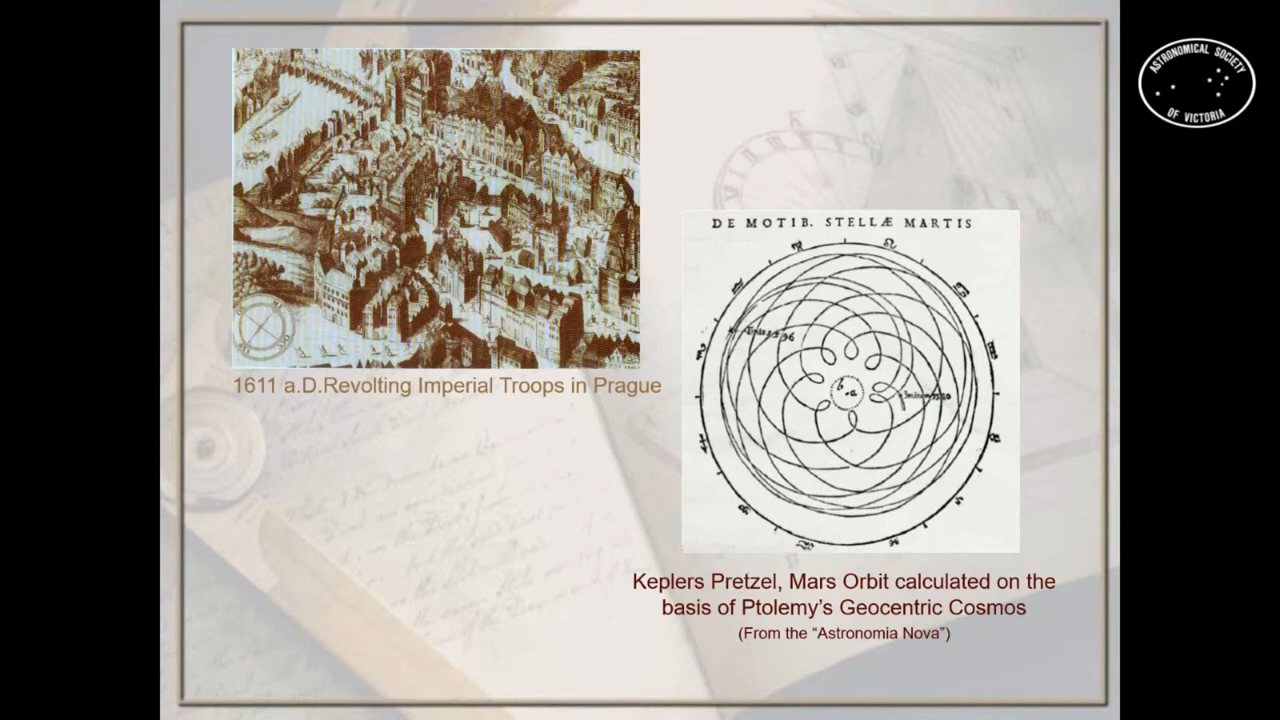 ASTRONOMICAL SOCIETY
OF VICTORIA
1611 a.D.Revolting Imperial Troops in Prague
DE MOTIB. STELLÆ MARTIS
b
a
Keplers Pretzel, Mars Orbit calculated on the
basis of Ptolemy’s Geocentric Cosmos
(From the “Astronomia Nova”)